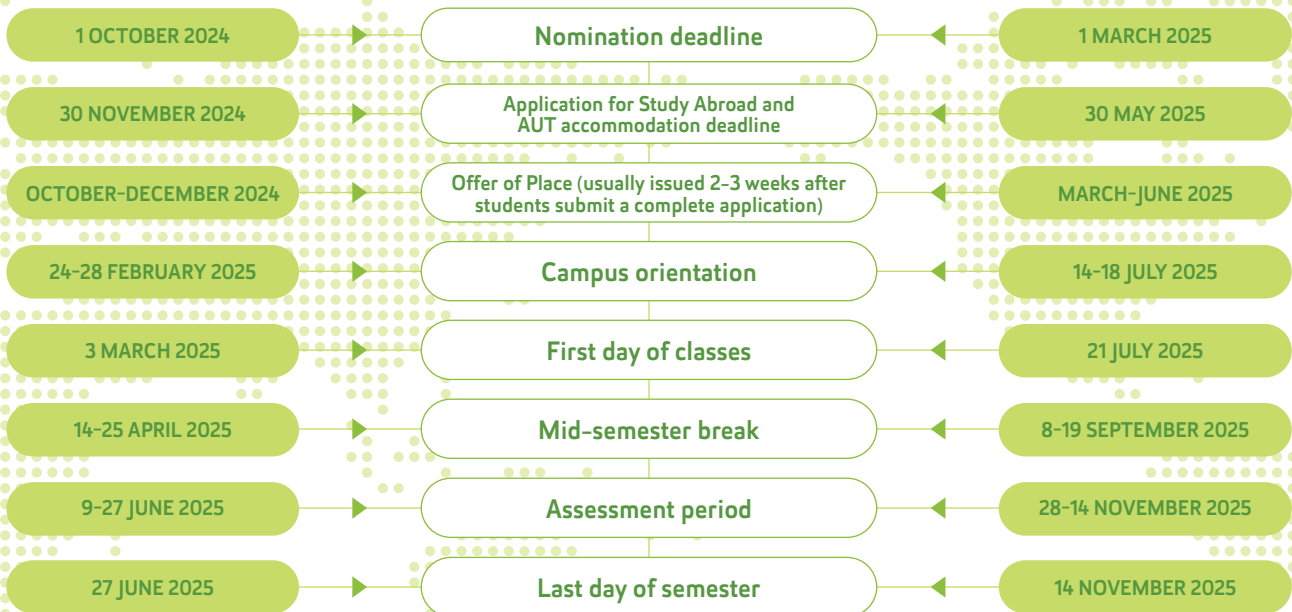 1 OCTOBER 2024
Nomination deadline
1 MARCH 2025
30 NOVEMBER 2024
Application for Study Abroad and
AUT accommodation deadline
30 MAY 2025
OCTOBER-DECEMBER 2024
Offer of Place (usually issued 2-3 weeks after
students submit a complete application)
MARCH-JUNE 2025
24-28 FEBRUARY 2025
Campus orientation
14-18 JULY 2025
3 MARCH 2025
First day of classes
21 JULY 2025
14-25 APRIL 2025
Mid-semester break
8-19 SEPTEMBER 2025
9-27 JUNE 2025
Assessment period
28-14 NOVEMBER 2025
27 JUNE 2025
Last day of semester
14 NOVEMBER 2025